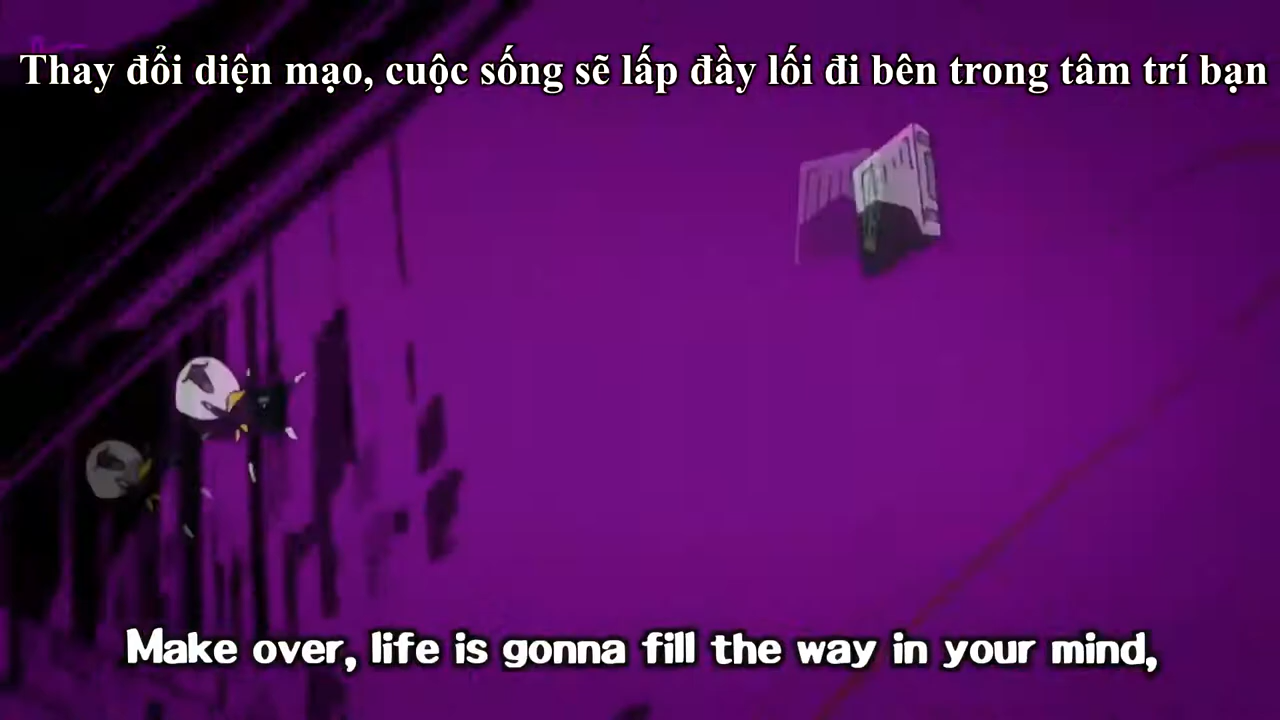 Thay đổi diện mạo, cuộc sống sẽ lấp đầy lối đi bên trong tâm trí bạn
Make over, life is gonna fill the way in your mind,